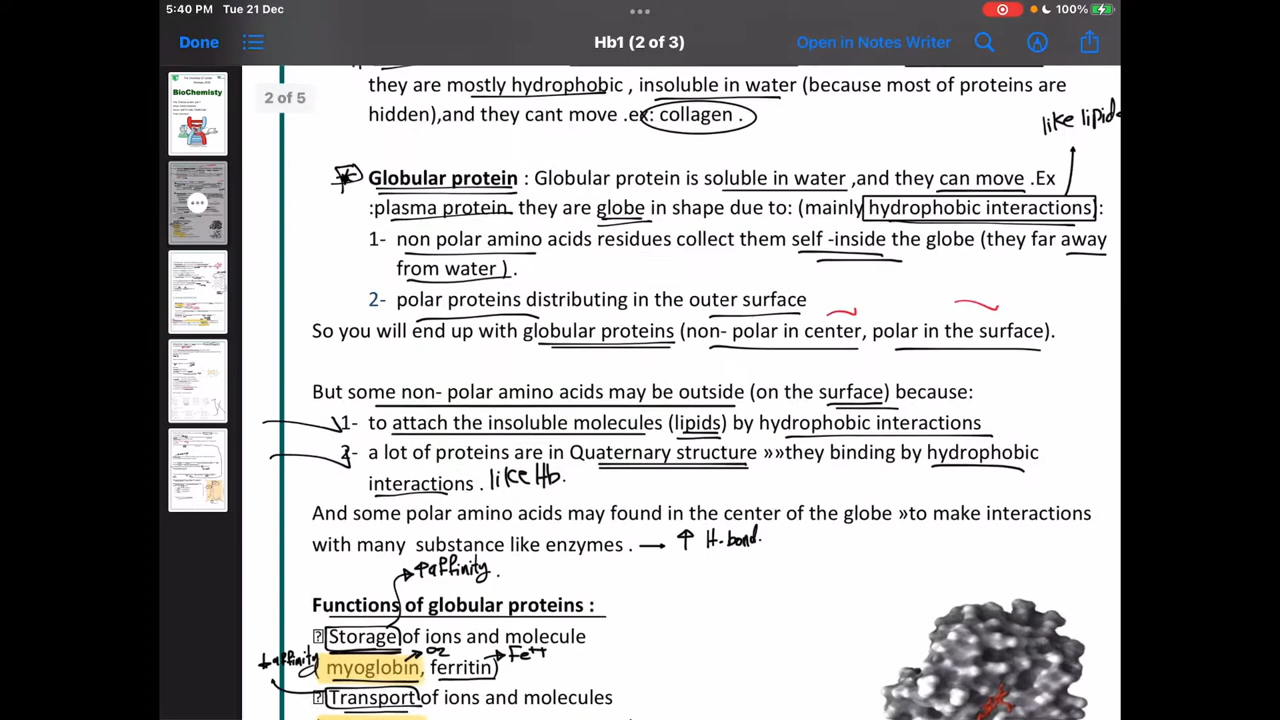 5:40 PM Tue 21 Dec
100%
Done
Hb1 (2 of 3)
Open in Notes Writer
2 of 5
BioChemisty
they are mostly hydrophobic , insoluble in water (because most of proteins are
hidden),and they cant move .ex: collagen .
like lipids
Globular protein : Globular protein is soluble in water ,and they can move .Ex
:plasma protein they are glope in shape due to: (mainly hydrophobic interactions):
1- non polar amino acids residues collect them self -inside the globe (they far away
from water ) .
2- polar proteins distributing in the outer surface
So you will end up with globular proteins (non- polar in center, polar in the surface).
But some non- polar amino acids may be outside (on the surface) because:
1- to attach the insoluble molecules (lipids) by hydrophobic interactions
2- a lot of proteins are in Quarnary structure »»they binding by hydrophobic
interactions . like Hb.
And some polar amino acids may found in the center of the globe »to make interactions
with many substance like enzymes . → ↑ H-bond.
↑affinity .
Functions of globular proteins :
Storage of ions and molecule
↓affinity ( myoglobin, ferritin) O2 Fe++
Transport of ions and molecules